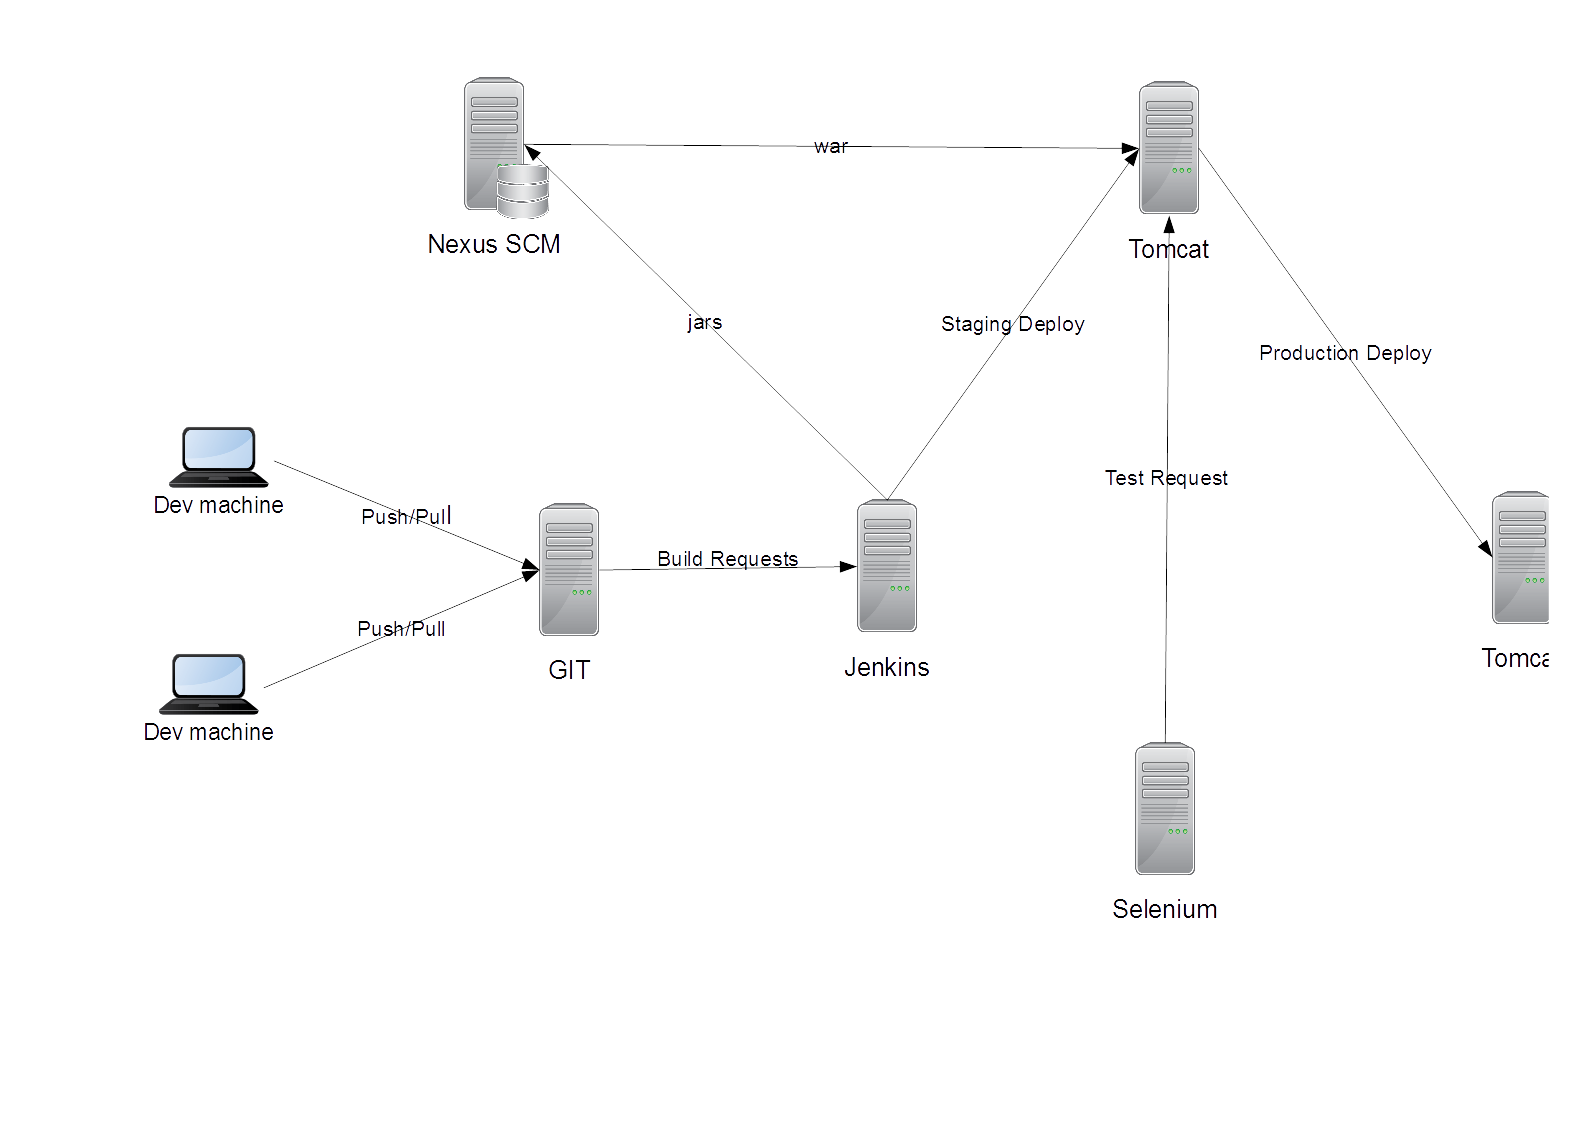 war
Nexus SCM
Tomcat
jars
Staging Deploy
Production Deploy
Test Request
Dev machine
Push/Pull
Build Requests
Push/Pull
GIT
Jenkins
Tomca
Dev machine
Selenium